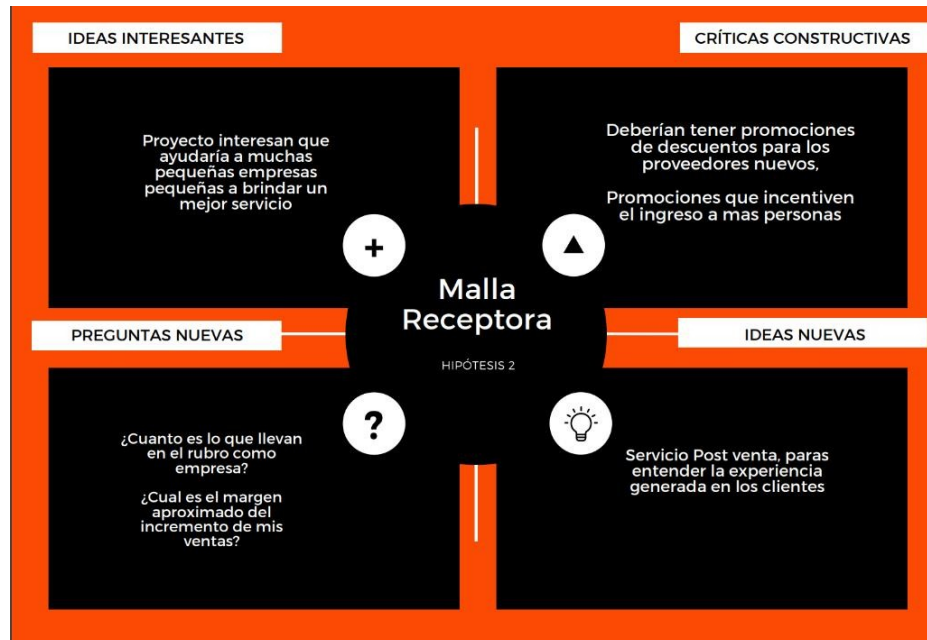 IDEAS INTERESANTES
Proyecto interesan que
ayudaría a muchas
pequeñas empresas
pequeñas a brindar un
mejor servicio
+
CRÍTICAS CONSTRUCTIVAS
Deberían tener promociones
de descuentos para los
proveedores nuevos,
Promociones que incentiven
el ingreso a mas personas
Malla
Receptora
HIPÓTESIS 2
PREGUNTAS NUEVAS
?
¿Cuanto es lo que llevan
en el rubro como
empresa?
¿Cual es el margen
aproximado del
incremento de mis
ventas?
IDEAS NUEVAS
Servicio Post venta, paras
entender la experiencia
generada en los clientes